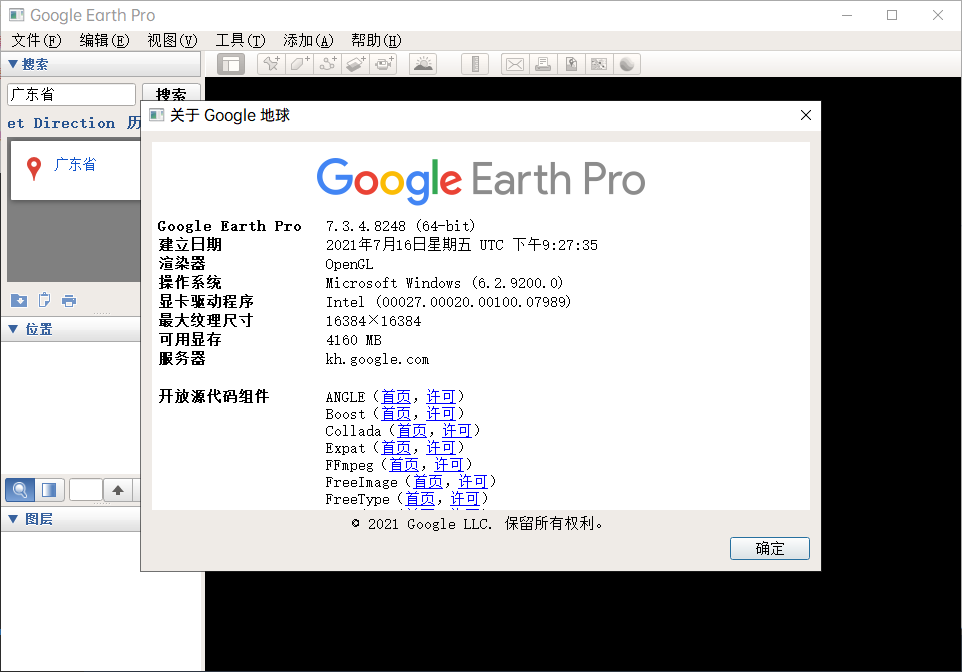 Google Earth Pro
文件(F) 编辑(E) 视图(V) 工具(T) 添加(A) 帮助(H)
搜索
广东省 搜索
et Direction 历
广东省
位置
图层
关于 Google 地球
Google Earth Pro
Google Earth Pro 7.3.4.8248 (64-bit)
建立日期 2021年7月16日星期五 UTC 下午9:27:35
渲染器 OpenGL
操作系统 Microsoft Windows (6.2.9200.0)
显卡驱动程序 Intel (00027.00020.00100.07989)
最大纹理尺寸 16384×16384
可用显存 4160 MB
服务器 kh.google.com
开放源代码组件 ANGLE（首页，许可）
Boost（首页，许可）
Collada（首页，许可）
Expat（首页，许可）
FFmpeg（首页，许可）
FreeImage（首页，许可）
FreeType（首页，许可）
© 2021 Google LLC. 保留所有权利。
确定